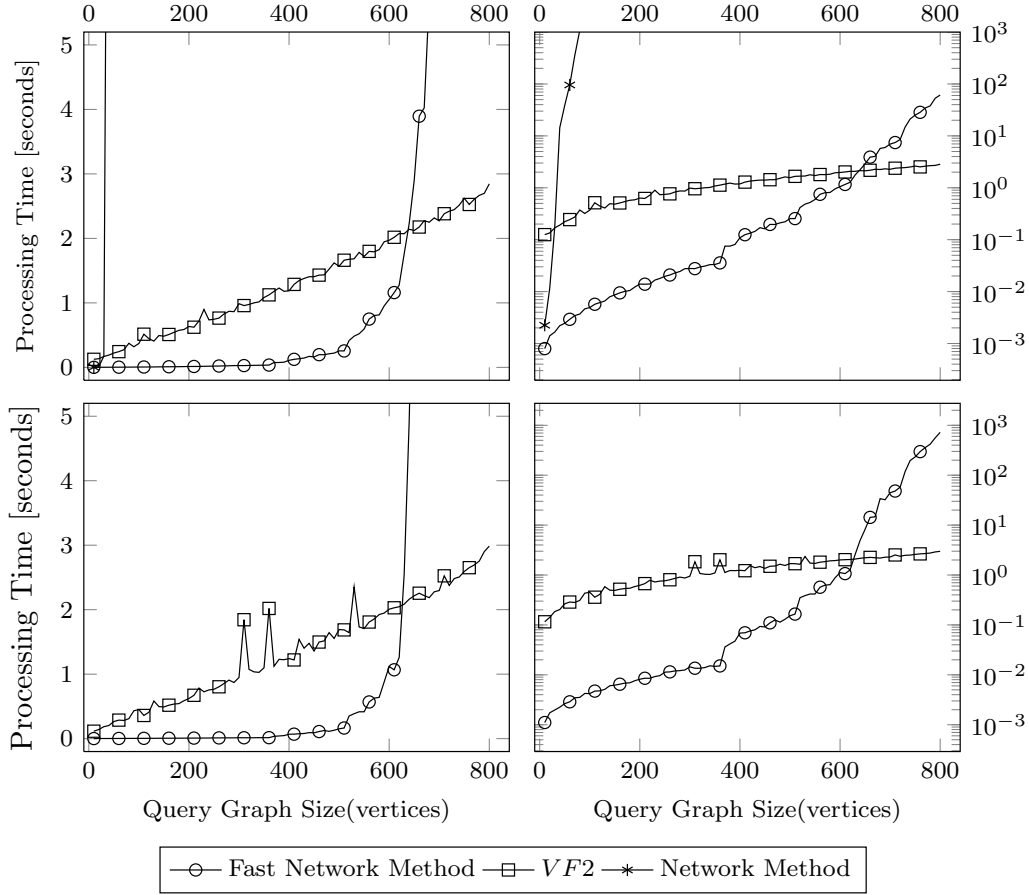 0 200 400 600 800
0 200 400 600 800
5
4
3
2
1
0
Processing Time [seconds]
10^3
10^2
10^1
10^0
10^−1
10^−2
10^−3
5
4
3
2
1
0
Processing Time [seconds]
10^3
10^2
10^1
10^0
10^−1
10^−2
10^−3
0 200 400 600 800
0 200 400 600 800
Query Graph Size(vertices)
Query Graph Size(vertices)
Fast Network Method VF2 Network Method